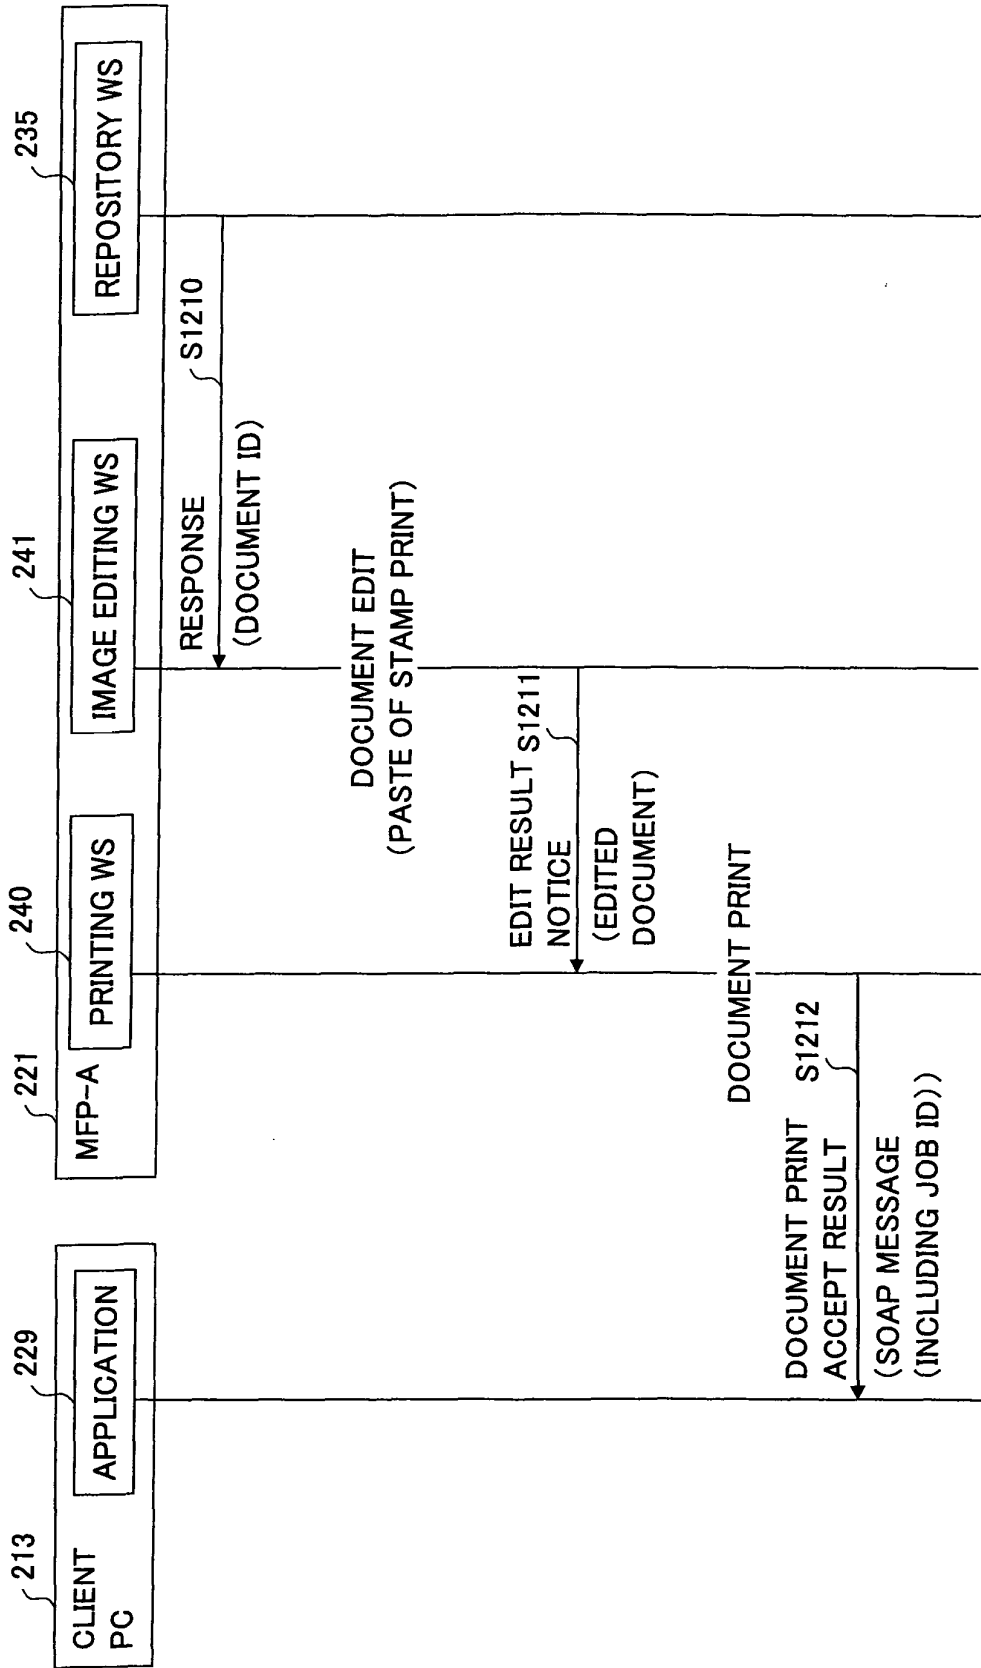 213
CLIENT
PC
229
APPLICATION
221
MFP-A
240
PRINTING WS
241
IMAGE EDITING WS
235
REPOSITORY WS
RESPONSE
S1210
(DOCUMENT ID)
DOCUMENT EDIT
(PASTE OF STAMP PRINT)
EDIT RESULT
NOTICE
S1211
(EDITED
DOCUMENT)
DOCUMENT PRINT
DOCUMENT PRINT
ACCEPT RESULT
S1212
(SOAP MESSAGE
(INCLUDING JOB ID))